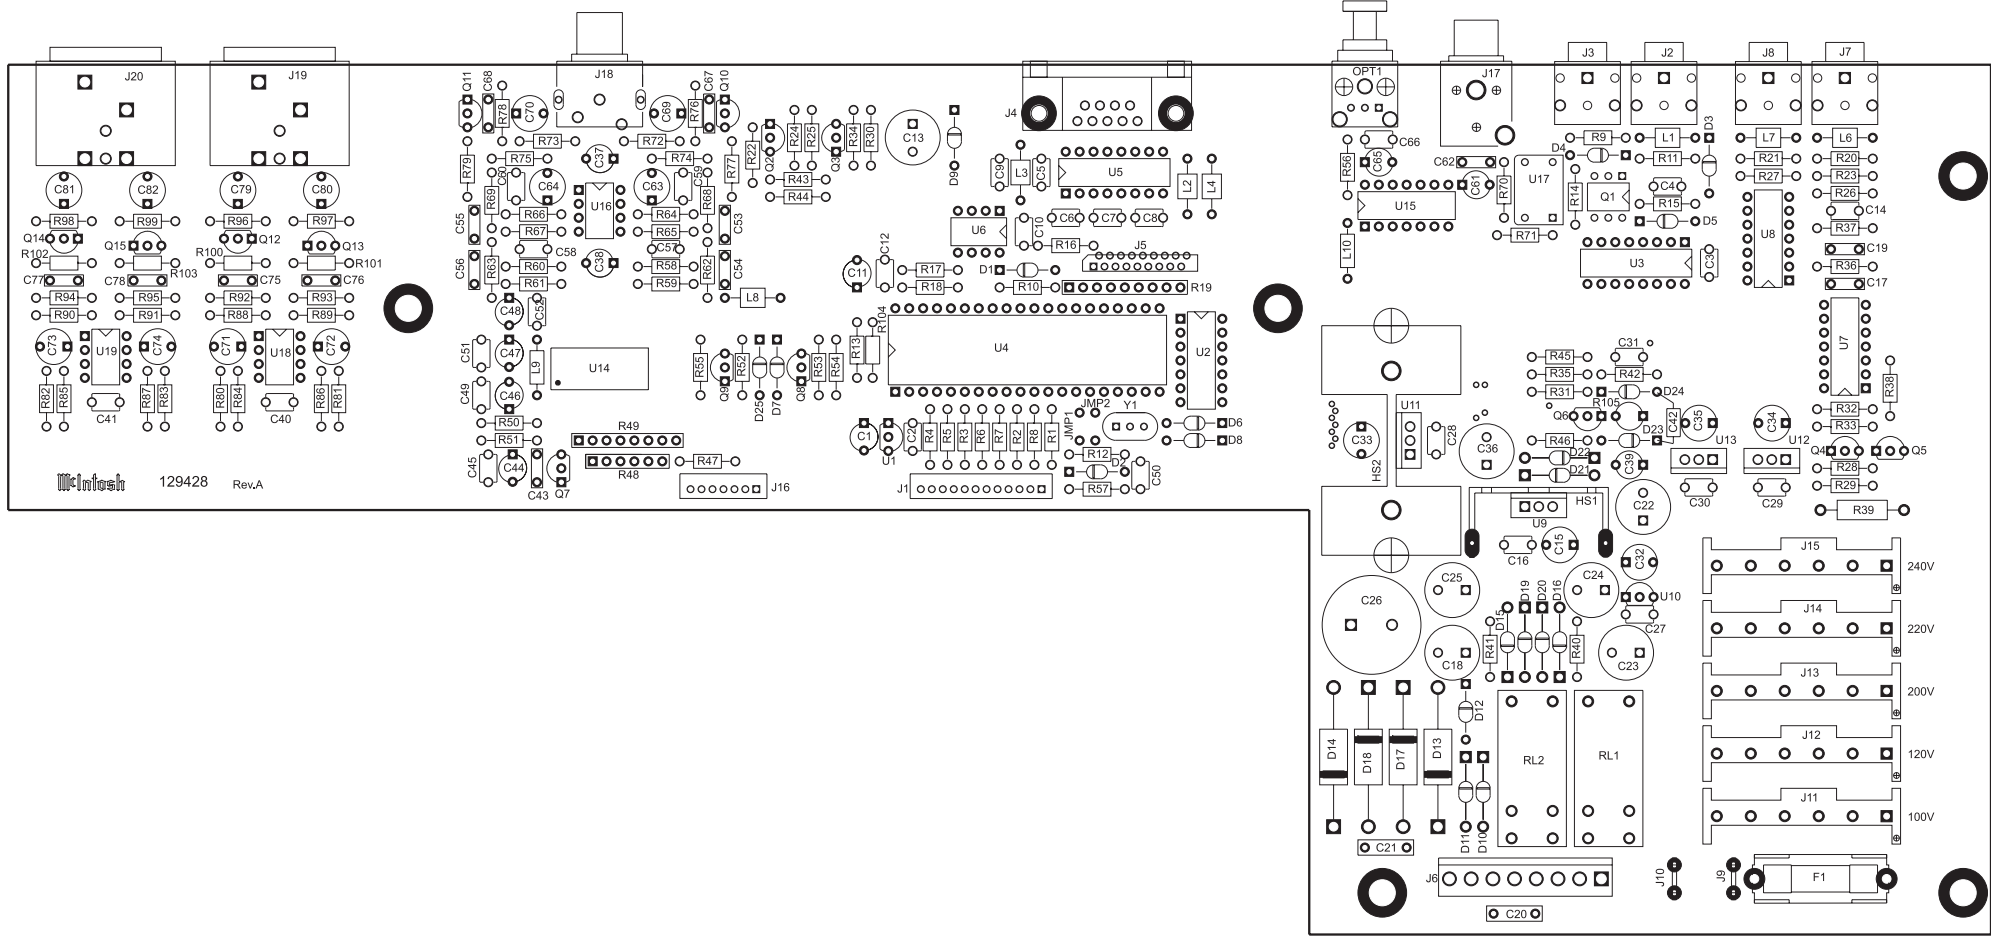 J20
J19
J18
J4
OPT1
J17
J3
J2
J8
J7
Q11
C68
R78
C70
C69
R76
C67
Q10
R79
R73
R72
R77
R22
Q2
R24
R25
Q3
R34
R30
C13
D9
R75
C37
R74
R43
R44
C9
L3
C5
U5
L2
L4
R56
C65
C66
C62
C61
R70
U17
D4
R9
L1
D3
R11
L7
L6
R21
R20
R27
R23
R26
C14
R37
R14
Q1
C4
R15
D5
C81
C82
C79
C80
R69
C60
C64
U16
C63
C59
R68
R98
R99
R96
R97
R66
R67
R64
R65
C55
C53
Q14
Q15
Q12
Q13
R102
R103
R100
R101
C58
C57
U6
C10
C6
C7
C8
R16
J5
U15
L10
R71
U3
C3
U8
C19
R36
C17
C77
C78
C75
C76
C56
R63
R60
R61
C38
R58
R59
R62
C54
C11
C12
R17
R18
D1
R10
R19
R94
R95
R92
R93
R90
R91
R88
R89
L8
C48
C52
C73
U19
C74
C71
U18
C72
C51
C47
L9
U14
R55
Q9
R52
D25
D7
Q8
R53
R54
R13
R104
U4
U2
U7
C31
R45
R35
R42
R31
D24
R38
R82
R85
C41
R87
R83
R80
R84
C40
R86
R81
C49
C46
R50
R51
R49
R48
R47
C45
C44
C43
Q7
J16
C1
U1
C2
R4
R5
R3
R6
R7
R2
R8
R1
JMP1
JMP2
Y1
D6
D8
R12
D2
R57
C50
J1
HS2
C33
U11
C28
C36
Q6
R105
C42
C35
C34
R32
R33
R46
D23
U13
U12
Q4
Q5
D22
D21
C39
R28
R29
HS1
U9
C22
C30
C29
R39
McIntosh 129428 Rev.A
C16
C15
C32
J15
240V
C26
C25
C24
U10
C27
D15
D19
D20
D16
J14
220V
C18
R41
R40
C23
J13
200V
D12
D14
D18
D17
D13
RL2
RL1
J12
120V
D11
D10
J11
100V
C21
J6
J10
J9
F1
C20